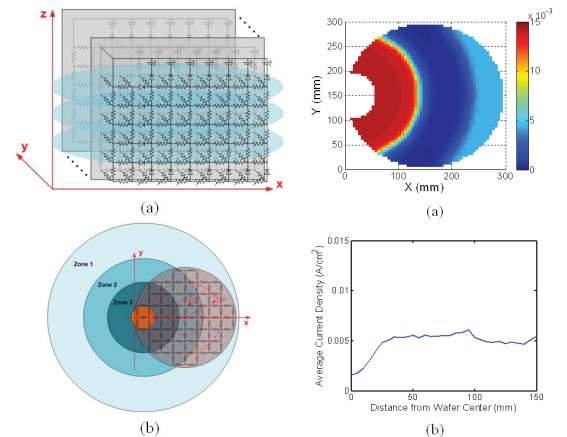 z
y
x
(a)
y
Zone 1
Zone 2
Zone 3
x
(b)
x 10⁻³
300
250
200
150
100
50
0
Y (mm)
0 100 200 300
X (mm)
15
10
5
0
(a)
0.015
0.01
0.005
0
Average Current Density (A/cm²)
0 50 100 150
Distance from Wafer Center (mm)
(b)